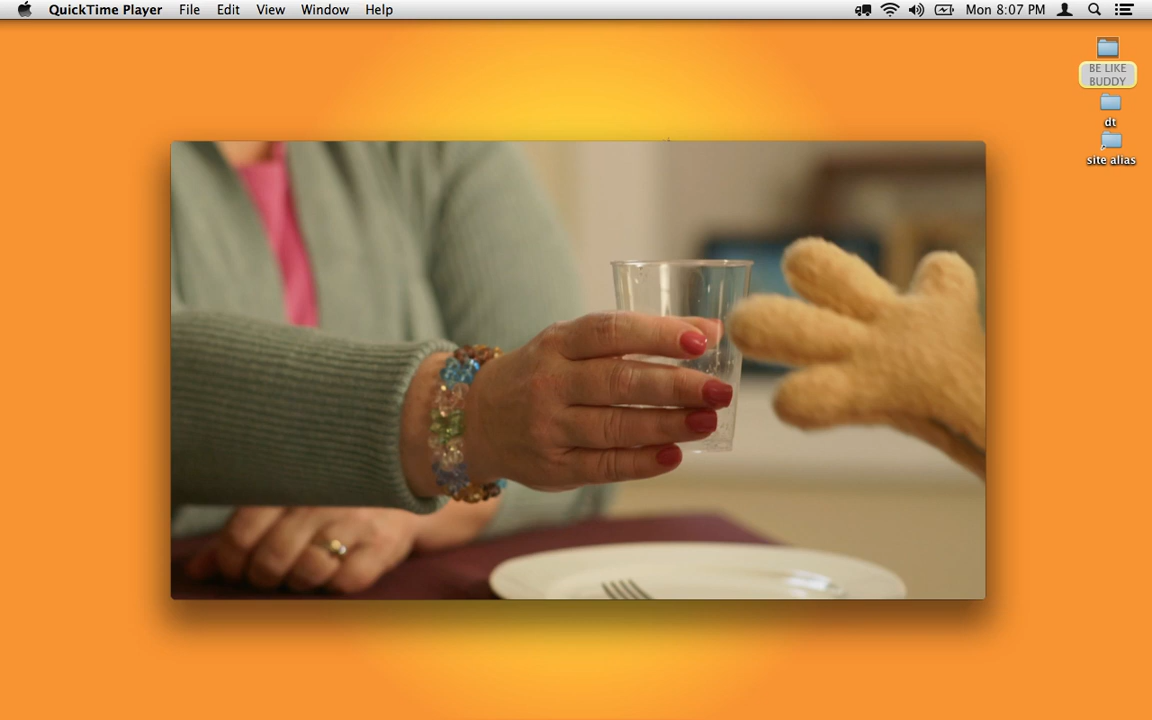 QuickTime Player File Edit View Window Help Mon 8:07 PM
BE LIKE
BUDDY
dt
site alias